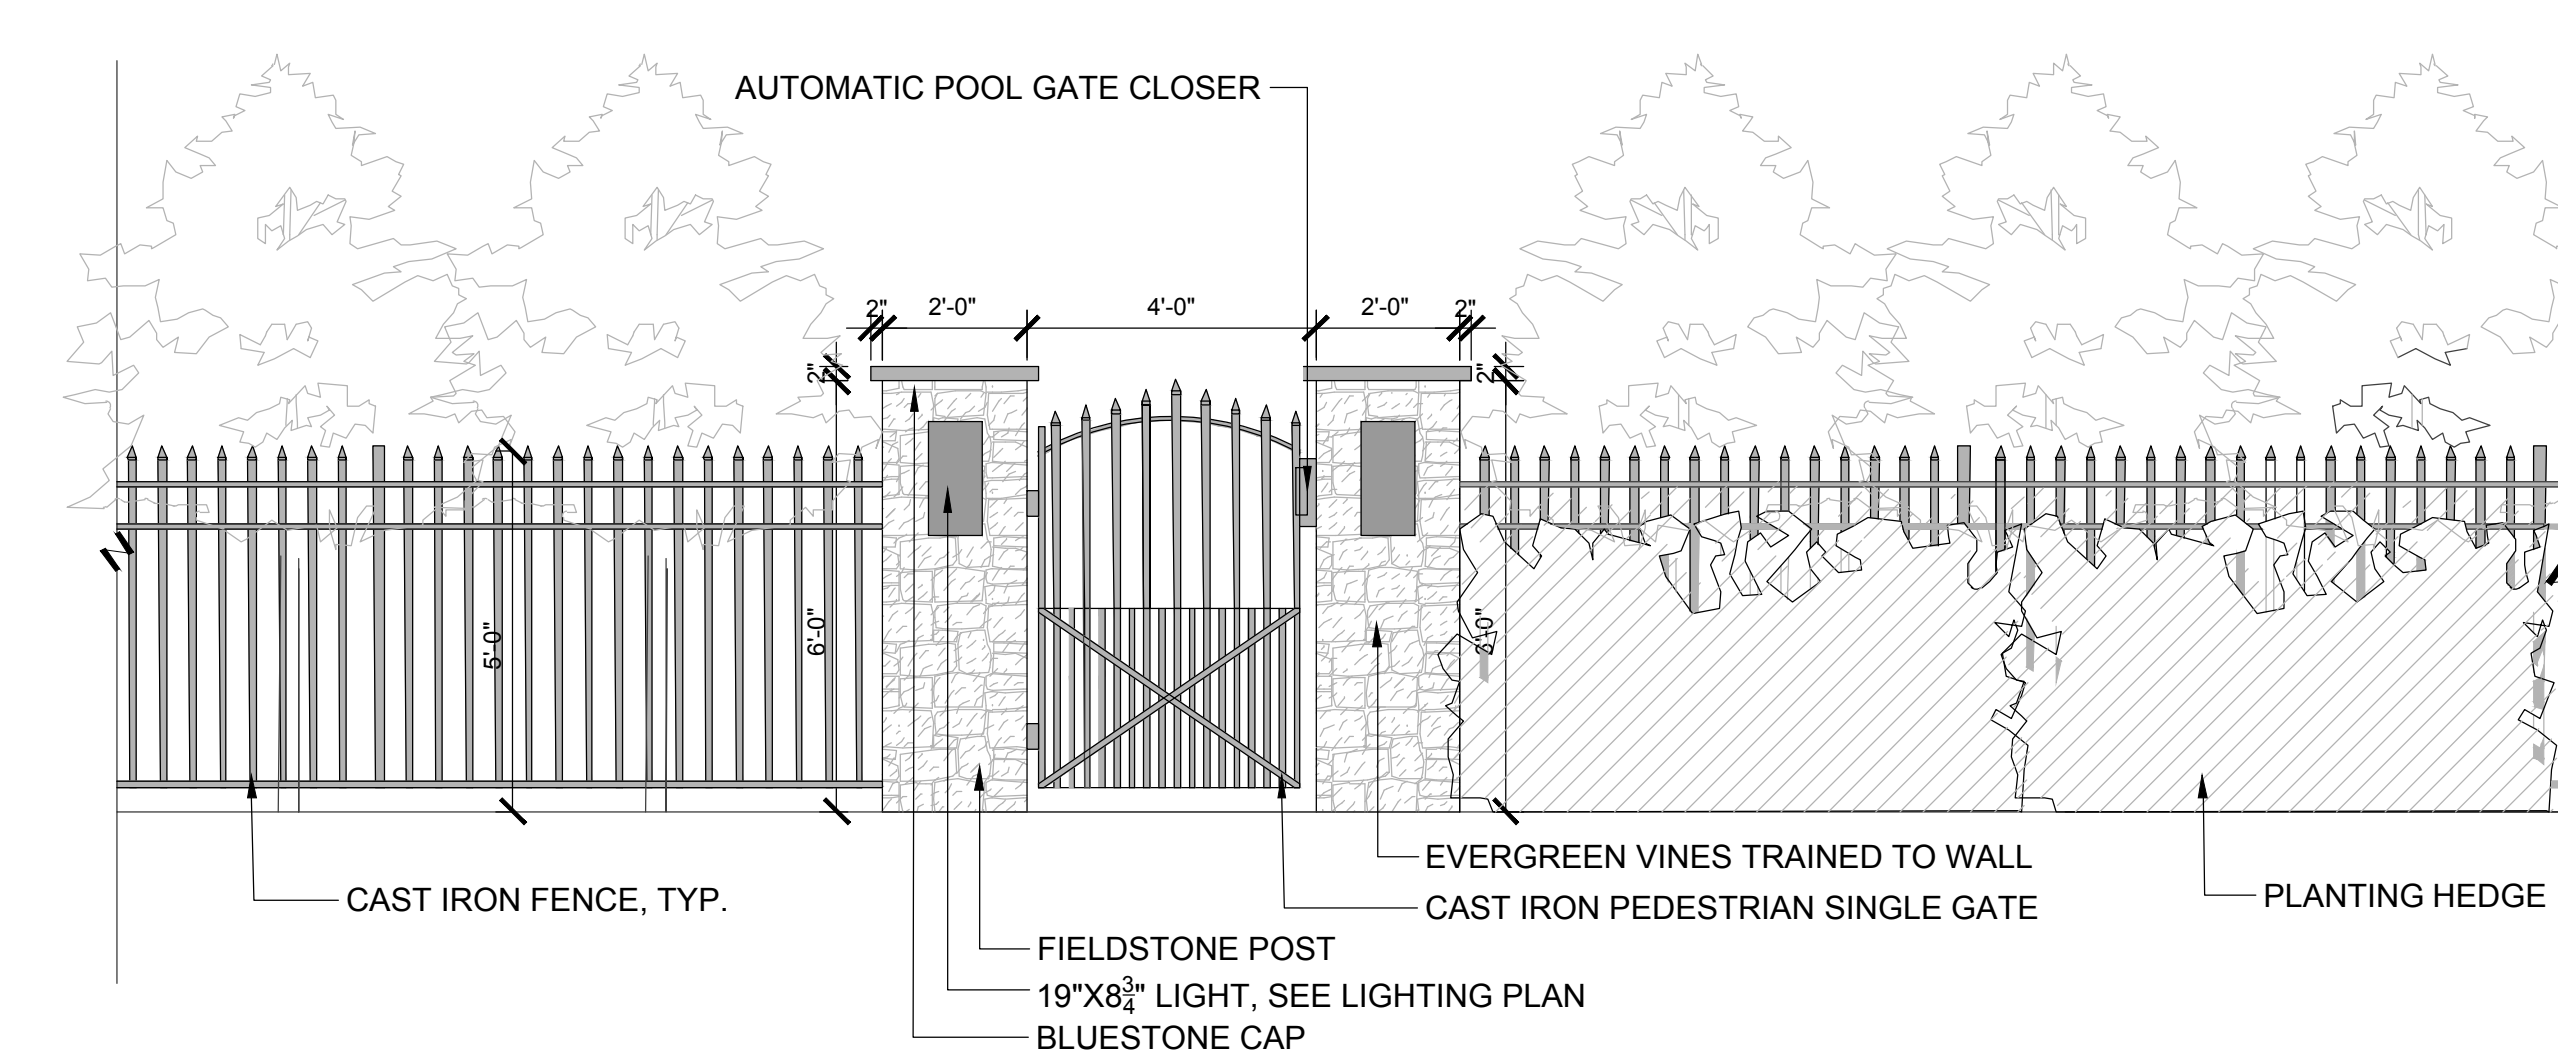 AUTOMATIC POOL GATE CLOSER
2" 2'-0" 4'-0" 2'-0" 2"
2" 2"
5'-0" 6'-0"
EVERGREEN VINES TRAINED TO WALL
CAST IRON FENCE, TYP.
CAST IRON PEDESTRIAN SINGLE GATE
PLANTING HEDGE
FIELDSTONE POST
19"X8¾" LIGHT, SEE LIGHTING PLAN
BLUESTONE CAP